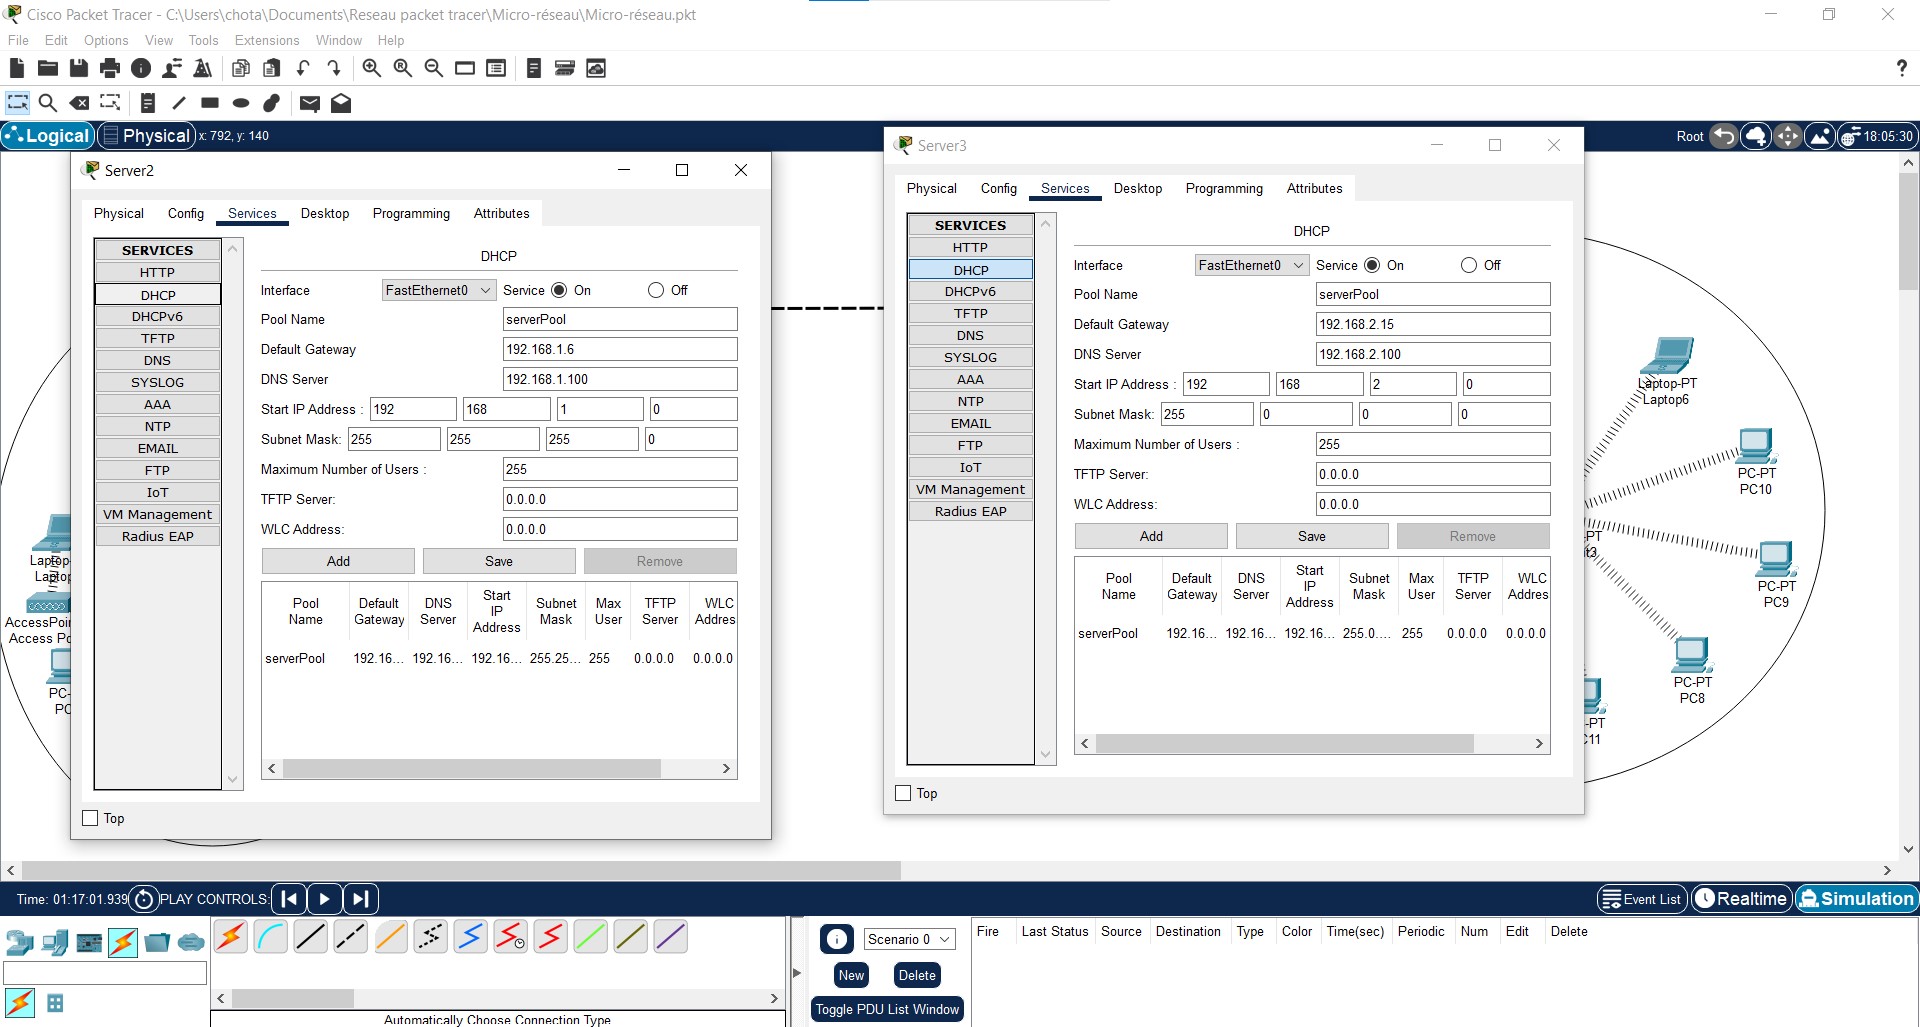 Cisco Packet Tracer - C:\Users\chota\Documents\Reseau packet tracer\Micro-réseau\Micro-réseau.pkt
File Edit Options View Tools Extensions Window Help
?
Logical Physical x: 792, y: 140
Root 18:05:30
Server2
Physical Config Services Desktop Programming Attributes
SERVICES
HTTP
DHCP
DHCPv6
TFTP
DNS
SYSLOG
AAA
NTP
EMAIL
FTP
IoT
VM Management
Radius EAP
DHCP
Interface FastEthernet0 Service On Off
Pool Name serverPool
Default Gateway 192.168.1.6
DNS Server 192.168.1.100
Start IP Address : 192 168 1 0
Subnet Mask: 255 255 255 0
Maximum Number of Users : 255
TFTP Server: 0.0.0.0
WLC Address: 0.0.0.0
Add Save Remove
Pool Name Default Gateway DNS Server Start IP Address Subnet Mask Max User TFTP Server WLC Addres
serverPool 192.16... 192.16... 192.16... 255.25... 255 0.0.0.0 0.0.0.0
Top
Server3
Physical Config Services Desktop Programming Attributes
SERVICES
HTTP
DHCP
DHCPv6
TFTP
DNS
SYSLOG
AAA
NTP
EMAIL
FTP
IoT
VM Management
Radius EAP
DHCP
Interface FastEthernet0 Service On Off
Pool Name serverPool
Default Gateway 192.168.2.15
DNS Server 192.168.2.100
Start IP Address : 192 168 2 0
Subnet Mask: 255 0 0 0
Maximum Number of Users : 255
TFTP Server: 0.0.0.0
WLC Address: 0.0.0.0
Add Save Remove
Pool Name Default Gateway DNS Server Start IP Address Subnet Mask Max User TFTP Server WLC Addres
serverPool 192.16... 192.16... 192.16... 255.0.... 255 0.0.0.0 0.0.0.0
Top
Laptop-PT
Laptop6
PC-PT
PC10
PC-PT
PC9
PC-PT
PC8
-PT
-PT
11
Laptop
Laptop
AccessPoin
Access Po
PC-
PC
Time: 01:17:01.939 PLAY CONTROLS:
Event List Realtime Simulation
Scenario 0
New Delete
Toggle PDU List Window
Fire Last Status Source Destination Type Color Time(sec) Periodic Num Edit Delete
Automatically Choose Connection Type